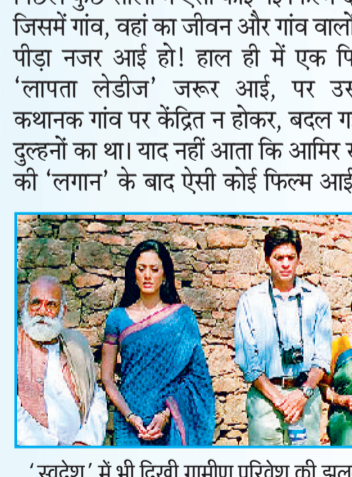 जिसमें गांव, वहां का जीवन और गांव वालो
पीड़ा नजर आई हो! हाल ही में एक फि
‘लापता लेडीज’ जरूर आई, पर उस
कथानक गांव पर केंद्रित न होकर, बदल ग
दुल्हनों का था। याद नहीं आता कि आमिर
की ‘लगान’ के बाद ऐसी कोई फिल्म आई
‘स्वदेश’ में भी दिखी ग्रामीण परिवेश की झल